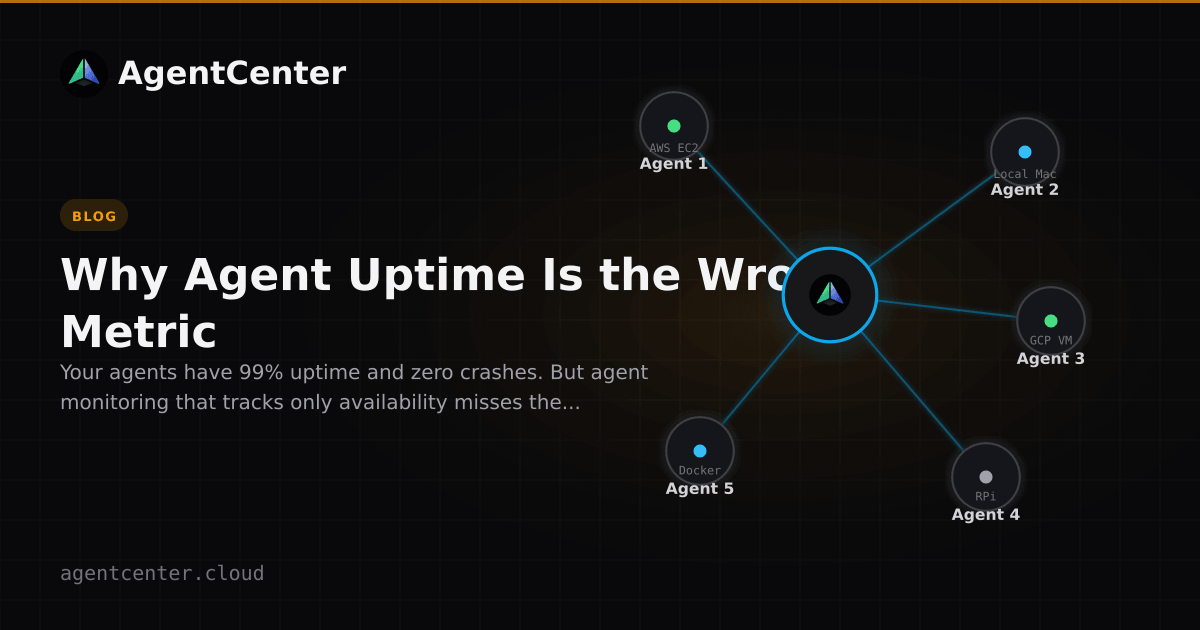 AgentCenter
BLOG
Why Agent Uptime Is the
Metric
Your agents have 99% uptime and zero crashes. But agent
monitoring that tracks only availability misses the...
agentcenter.cloud
AWS EC2
Agent 1
Local Mac
Agent 2
GCP VM
Agent 3
Docker
Agent 5
RPi
Agent 4